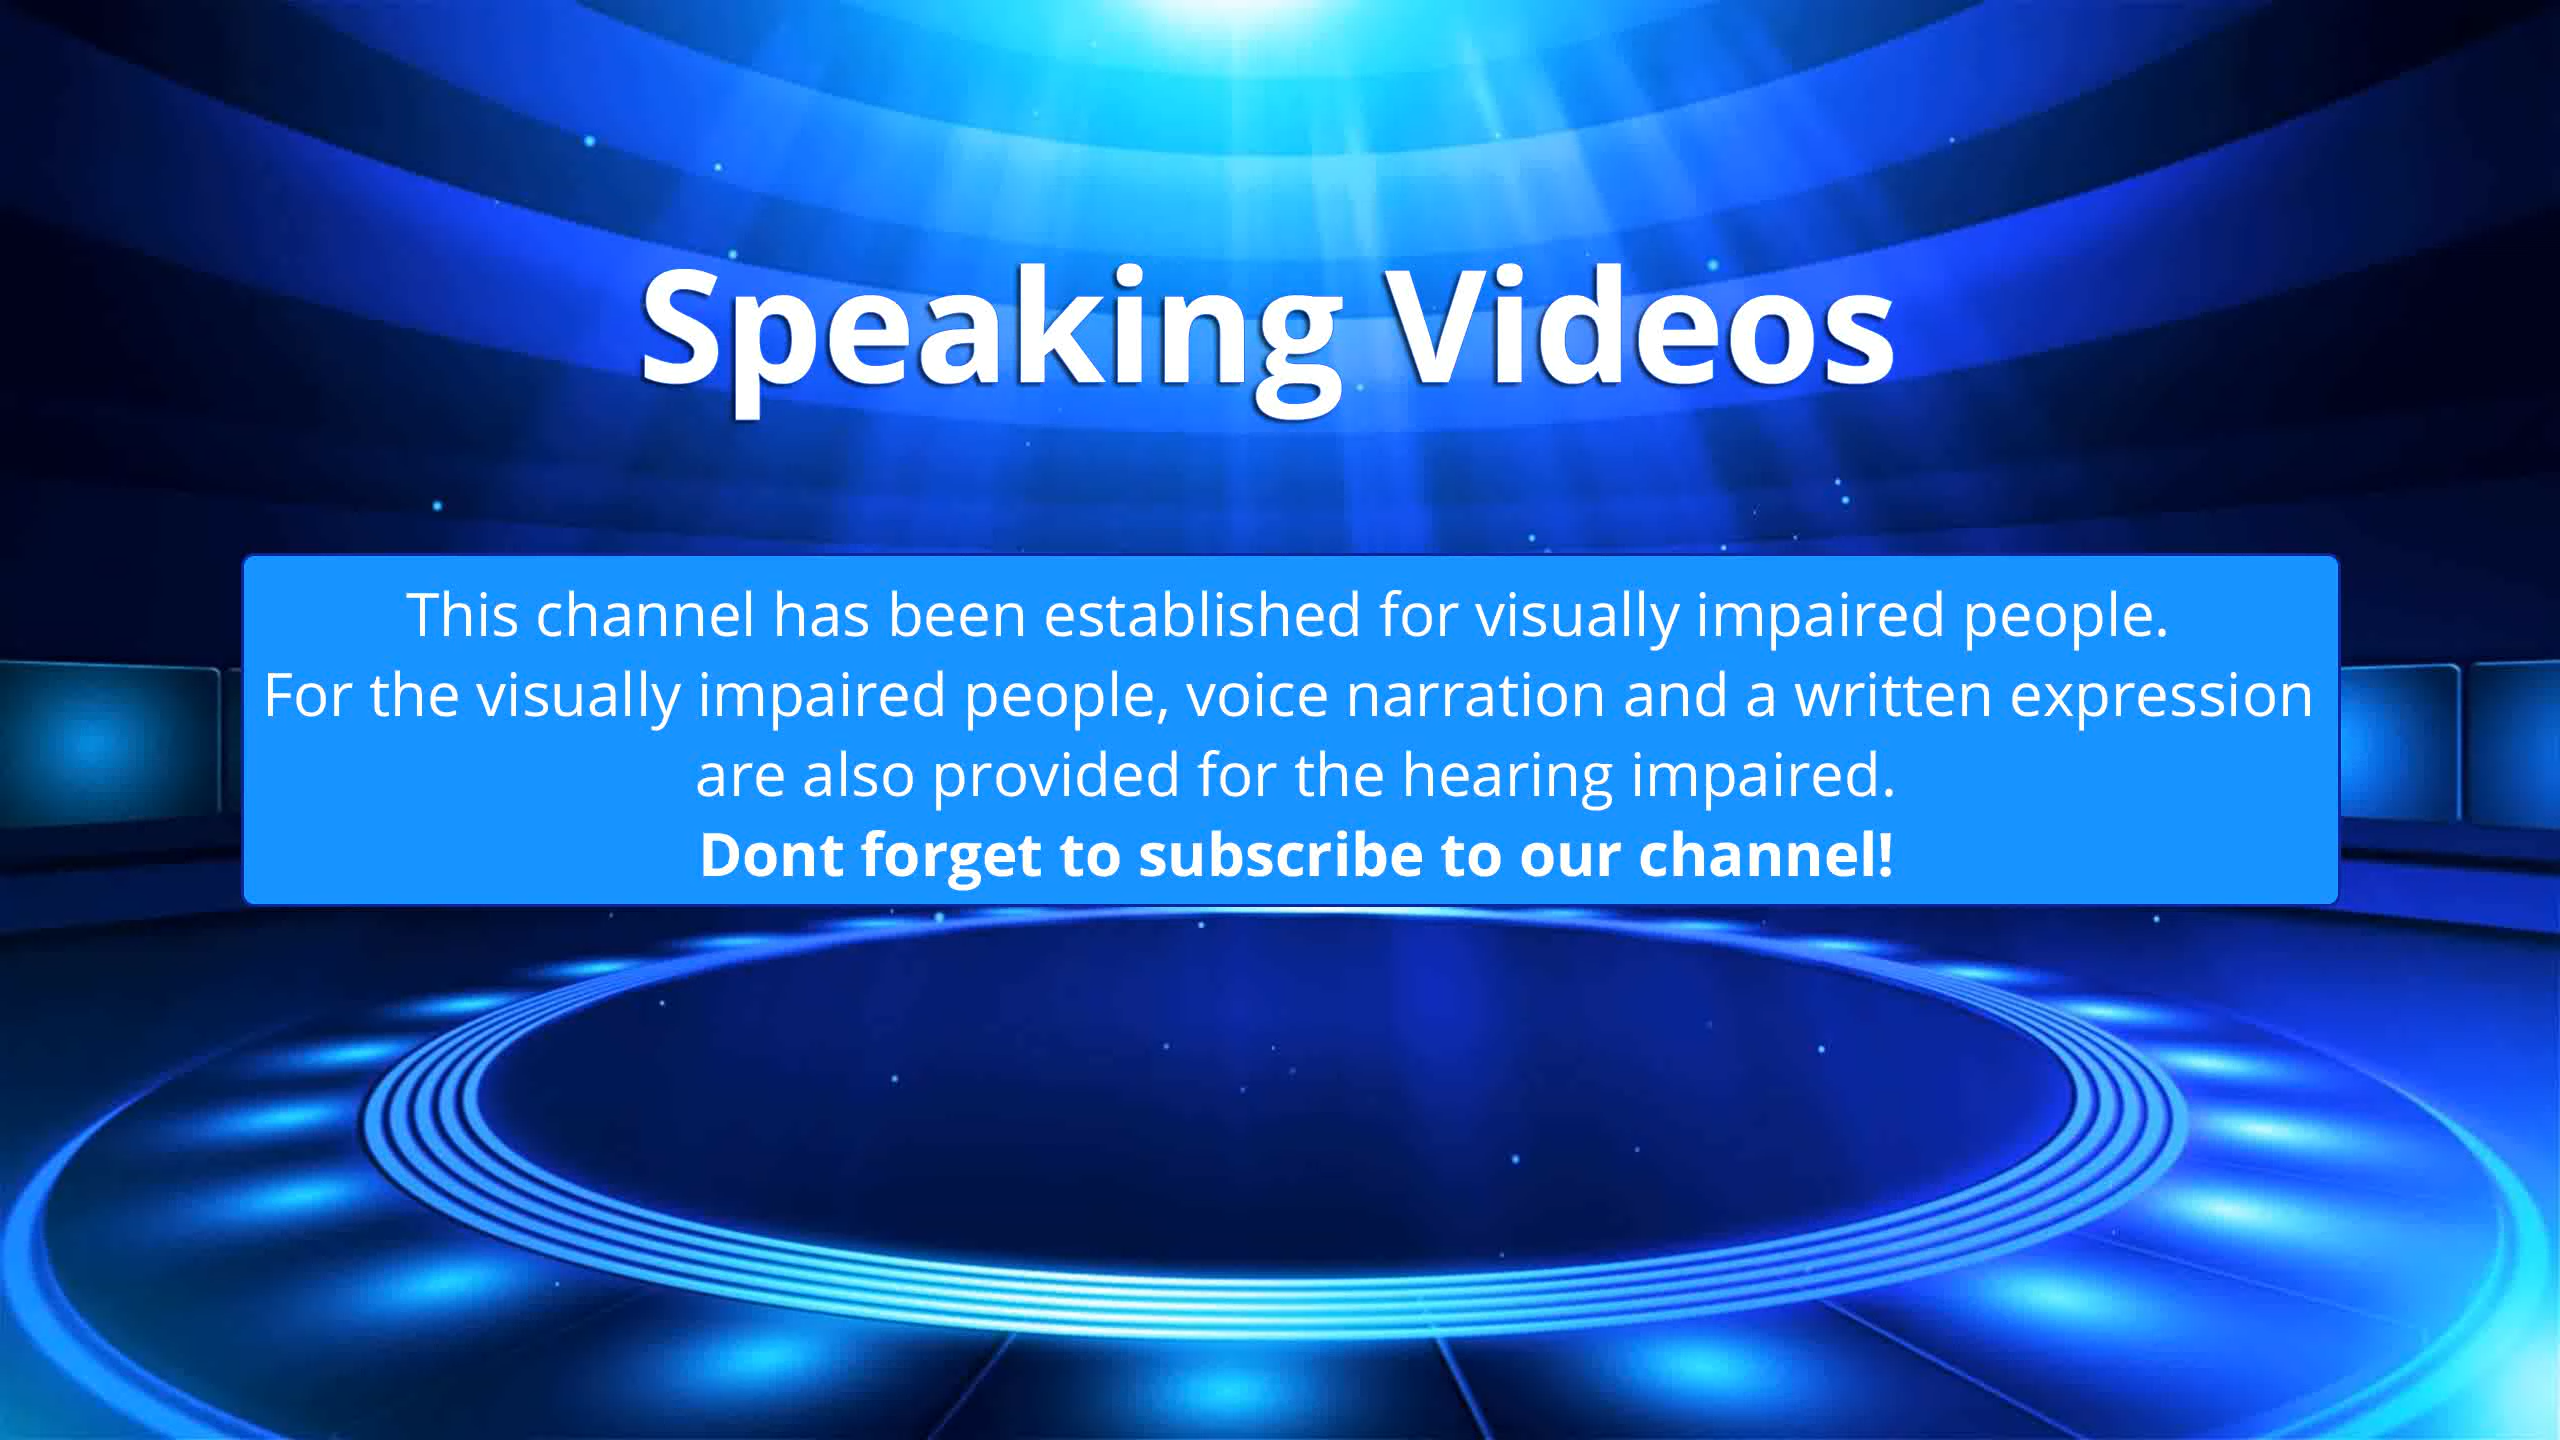 Speaking Videos
This channel has been established for visually impaired people.
For the visually impaired people, voice narration and a written expression
are also provided for the hearing impaired.
Dont forget to subscribe to our channel!